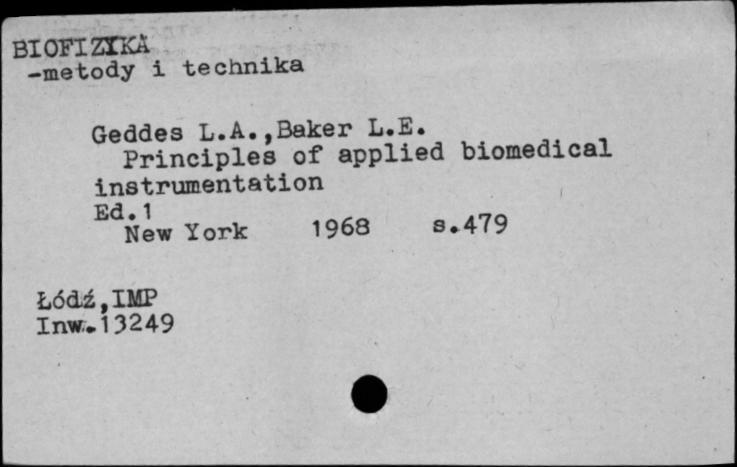 BIOFIZYKA
-metody i technika
Geddes L.A.,Baker L.E.
Principles of applied biomedical
instrumentation
Ed.1
New York 1968 s.479
Łódź,IMP
Inw.13249